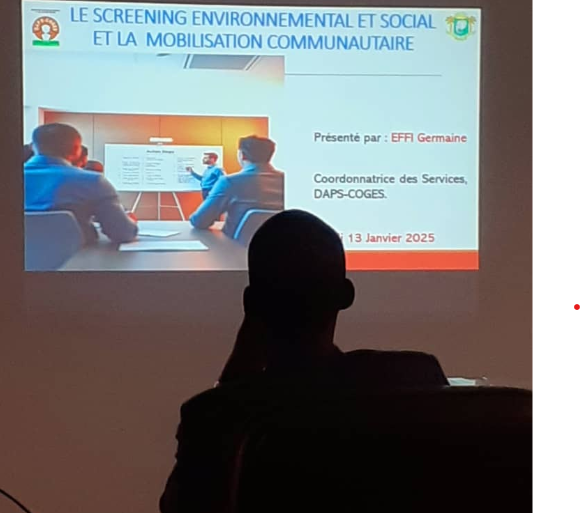 LE SCREENING ENVIRONNEMENTAL ET SOCIAL
ET LA MOBILISATION COMMUNAUTAIRE
Présenté par : EFFI Germaine
Coordonnatrice des Services,
DAPS-COGES.
13 Janvier 2025